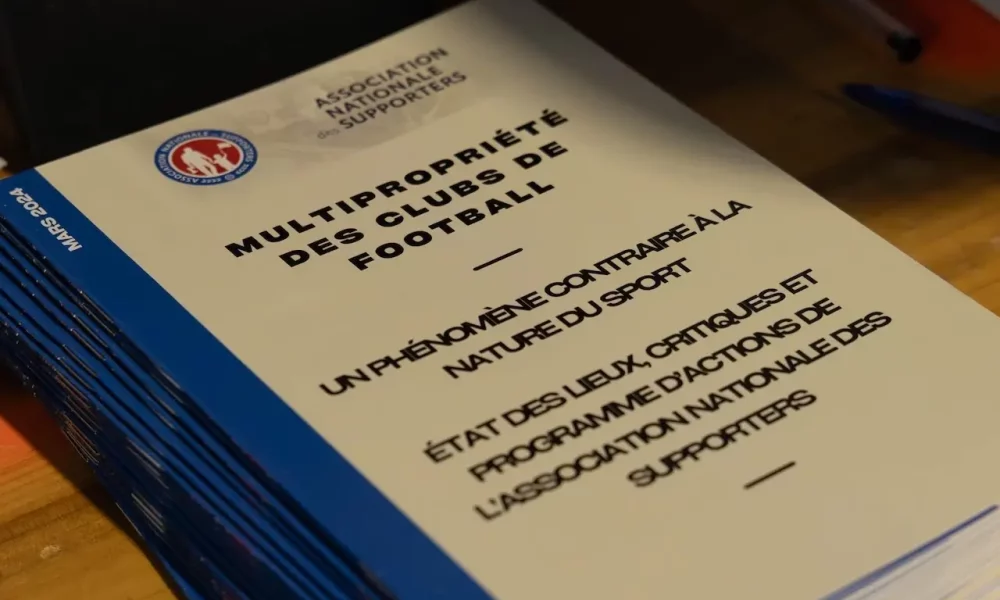 ASSOCIATION
NATIONALE
des SUPPORTERS
MARS 2024
MULTIPROPRIÉTÉ
DES CLUBS DE
FOOTBALL
UN PHÉNOMÈNE CONTRAIRE À LA
NATURE DU SPORT
ÉTAT DES LIEUX, CRITIQUES ET
PROGRAMME D'ACTIONS DE
L'ASSOCIATION NATIONALE DES
SUPPORTERS